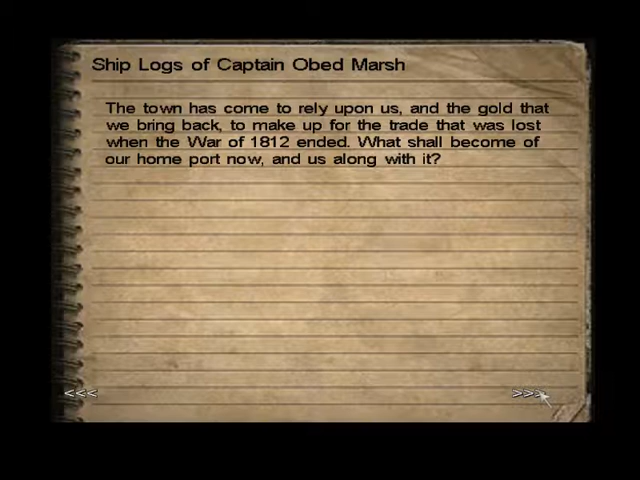 Ship Logs of Captain Obed Marsh
The town has come to rely upon us, and the gold that
we bring back, to make up for the trade that was lost
when the War of 1812 ended. What shall become of
our home port now, and us along with it?
<<< >>>